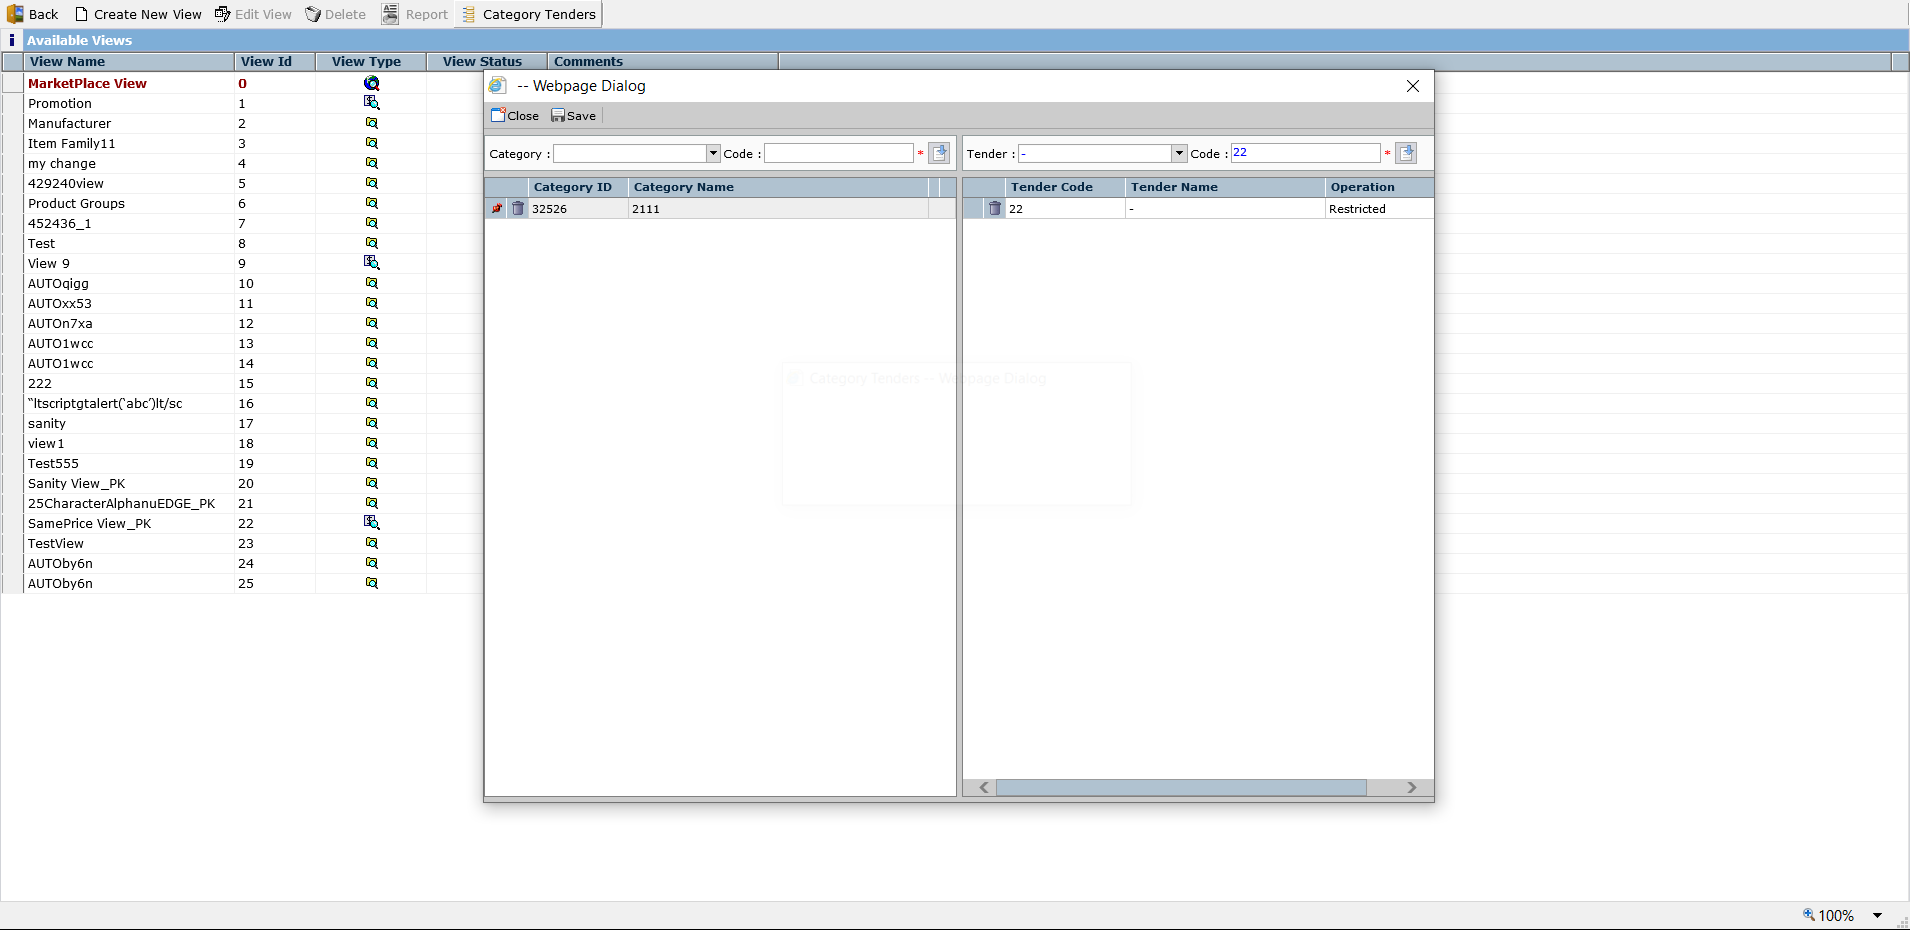 Back Create New View Edit View Delete Report Category Tenders
i Available Views
View Name View Id View Type View Status Comments
MarketPlace View 0
Promotion 1
Manufacturer 2
Item Family11 3
my change 4
429240view 5
Product Groups 6
452436_1 7
Test 8
View 9 9
AUTOqigg 10
AUTOxx53 11
AUTOn7xa 12
AUTO1wcc 13
AUTO1wcc 14
222 15
“ltscriptgtalert(‘abc’)lt/sc 16
sanity 17
view1 18
Test555 19
Sanity View_PK 20
25CharacterAlphanuEDGE_PK 21
SamePrice View_PK 22
TestView 23
AUTOby6n 24
AUTOby6n 25
-- Webpage Dialog
Close Save
Category : Code : *
Category ID Category Name
32526 2111
Tender : - Code : 22 *
Tender Code Tender Name Operation
22 - Restricted
Category Tenders -- Webpage Dialog
100%